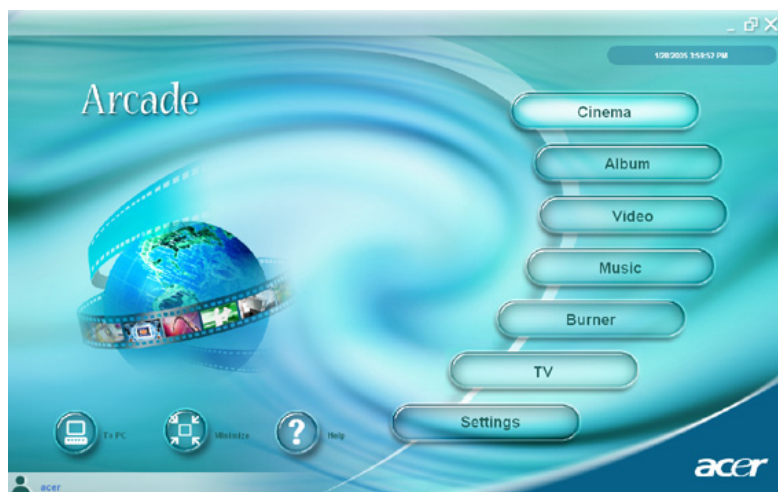 1/28/2005 3:59:52 PM
Arcade
Cinema
Album
Video
Music
Burner
TV
Settings
To PC
Minimize
Help
acer
acer